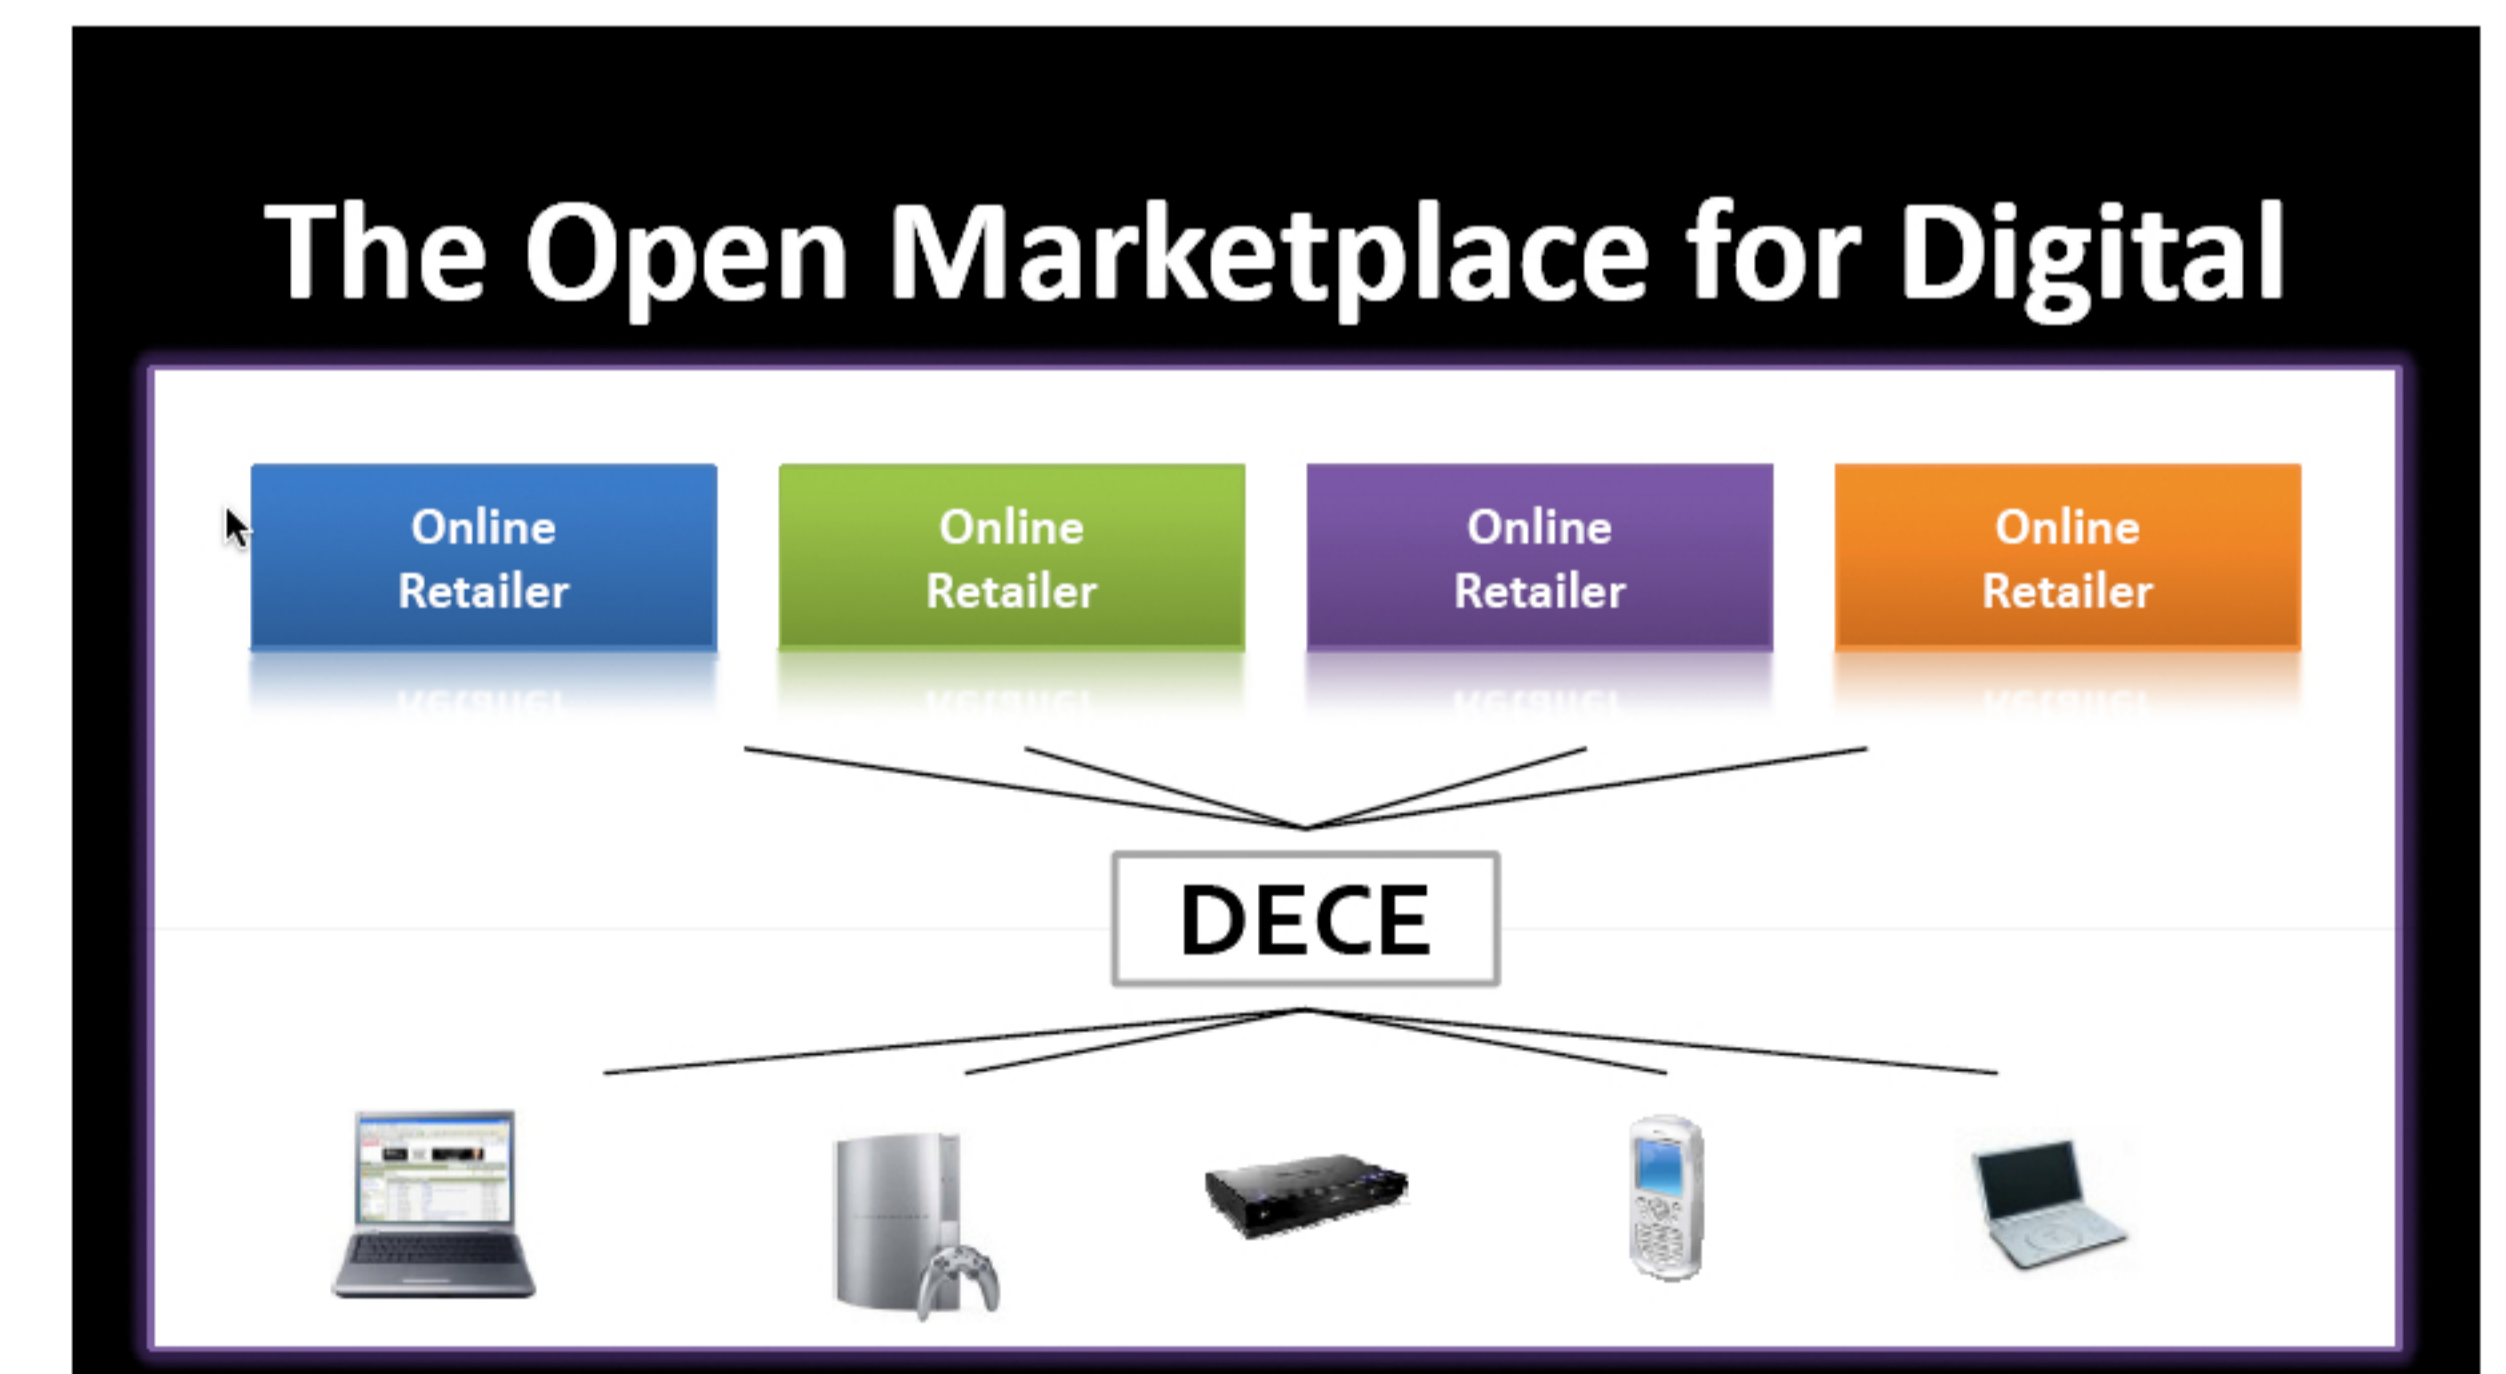 The Open Marketplace for Digital
Online
Retailer
Online
Retailer
Online
Retailer
Online
Retailer
DECE